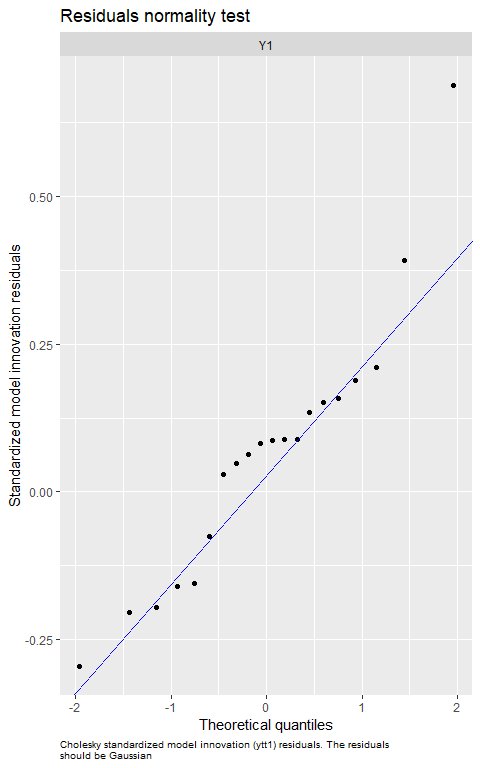 Residuals normality test
Y1
Standardized model innovation residuals
0.50
0.25
0.00
-0.25
-2
-1
0
1
2
Theoretical quantiles
Cholesky standardized model innovation (ytt1) residuals. The residuals
should be Gaussian